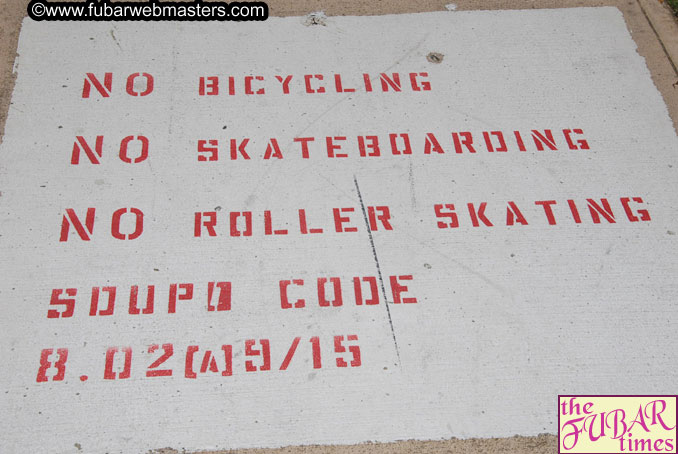 ©www.fubarwebmasters.com
NO BICYCLING
NO SKATEBOARDING
NO ROLLER SKATING
SDUPD CODE
8.02(A)9/15
the
FUBAR
times